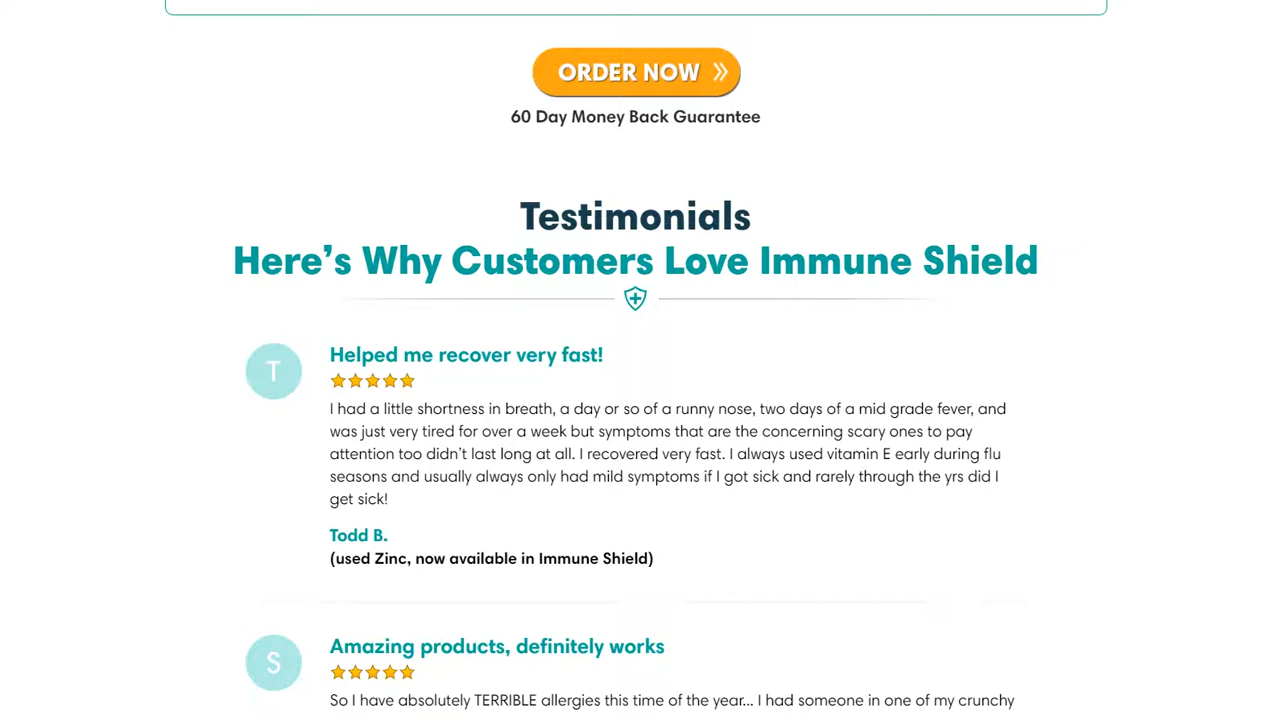 ORDER NOW »
60 Day Money Back Guarantee
Testimonials
Here's Why Customers Love Immune Shield
T
Helped me recover very fast!
I had a little shortness in breath, a day or so of a runny nose, two days of a mid grade fever, and
was just very tired for over a week but symptoms that are the concerning scary ones to pay
attention too didn't last long at all. I recovered very fast. I always used vitamin E early during flu
seasons and usually always only had mild symptoms if I got sick and rarely through the yrs did I
get sick!
Todd B.
(used Zinc, now available in Immune Shield)
S
Amazing products, definitely works
So I have absolutely TERRIBLE allergies this time of the year... I had someone in one of my crunchy